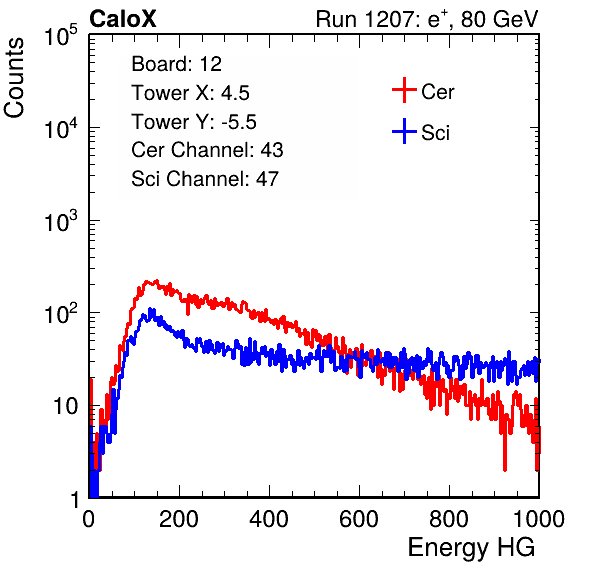 CaloX Run 1207: e+, 80 GeV
Counts
10^5
10^4
10^3
10^2
10
1
Board: 12
Tower X: 4.5
Tower Y: -5.5
Cer Channel: 43
Sci Channel: 47
Cer
Sci
0 200 400 600 800 1000
Energy HG